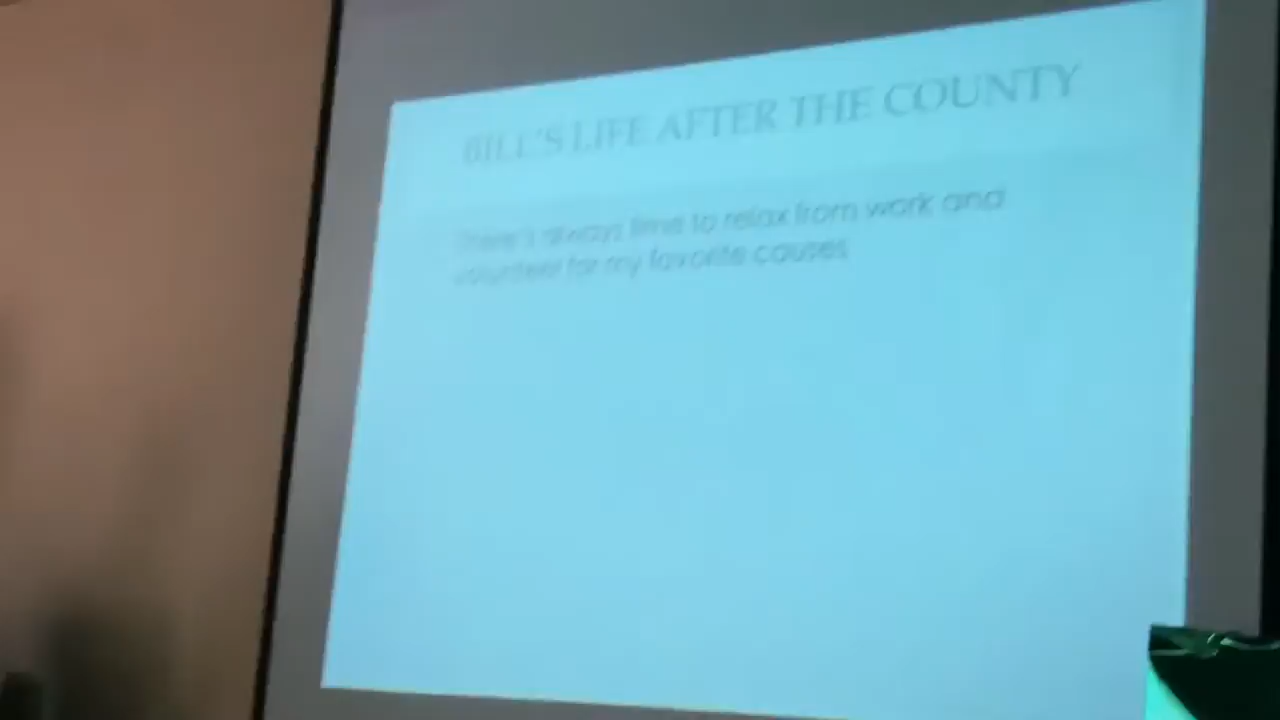 BILL'S LIFE AFTER THE COUNTY
There's always time to relax from work and
volunteer for my favorite causes